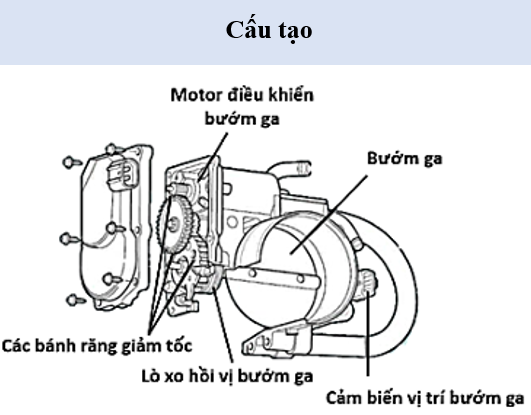 Cấu tạo
Motor điều khiển
bướm ga
Bướm ga
Các bánh răng giảm tốc
Lò xo hồi vị bướm ga
Cảm biến vị trí bướm ga